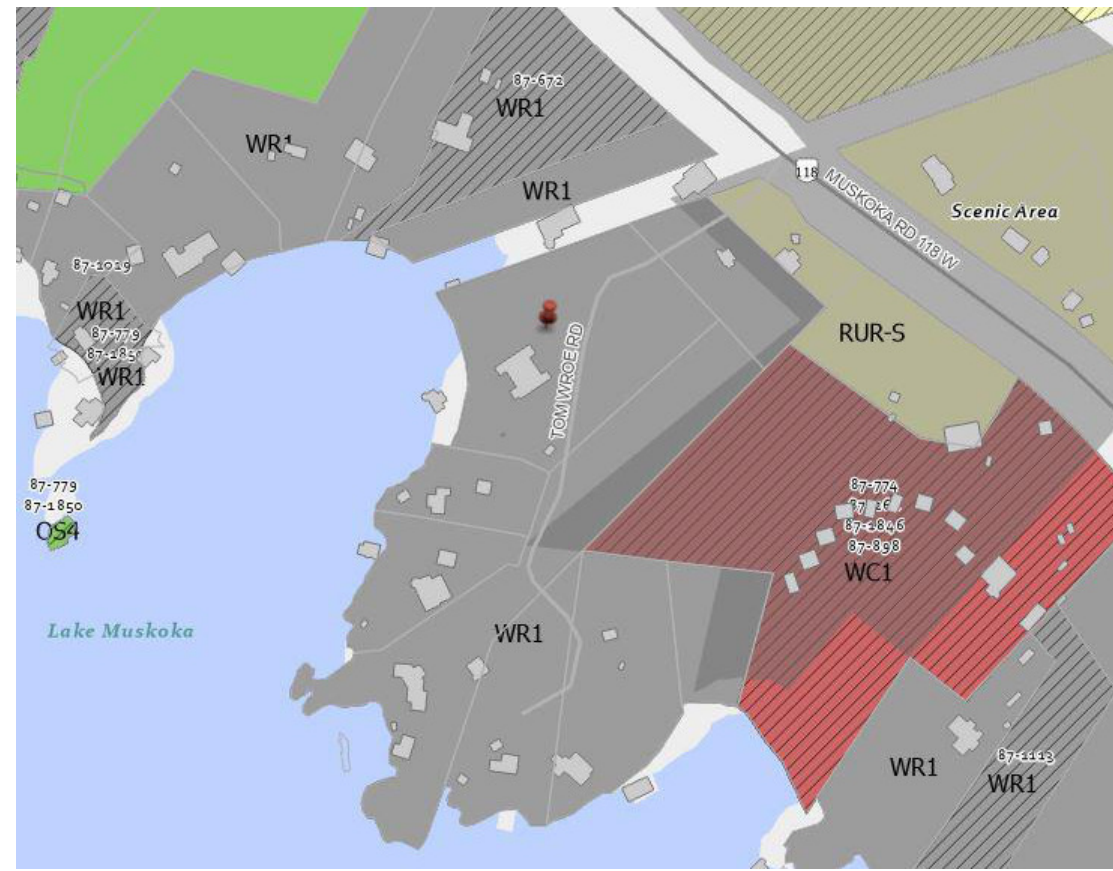 87-672
WR1
WR1
WR1
118
MUSKOKA RD 118 W
Scenic Area
87-1019
WR1
87-779
WR1
TOM WROE RD
RUR-S
87-779
87-1850
OS4
87-774
87-1846
87-898
WC1
Lake Muskoka
WR1
WR1
87-1113
WR1